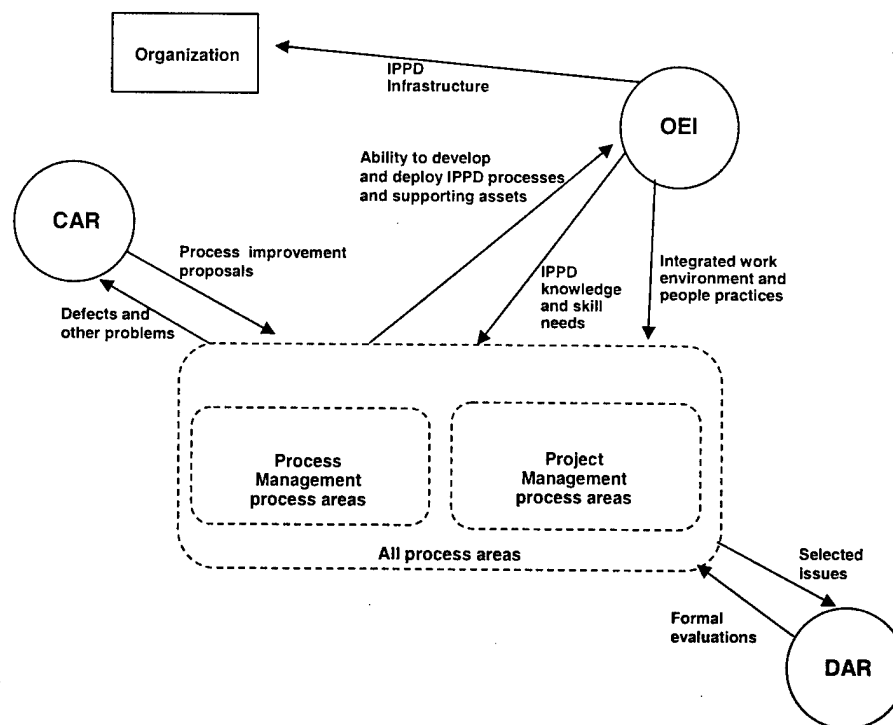 Organization
IPPD
Infrastructure
OEI
Ability to develop
and deploy IPPD processes
and supporting assets
CAR
Process improvement
proposals
Defects and
other problems
IPPD
knowledge
and skill
needs
Integrated work
environment and
people practices
Process
Management
process areas
Project
Management
process areas
All process areas
Selected
issues
Formal
evaluations
DAR